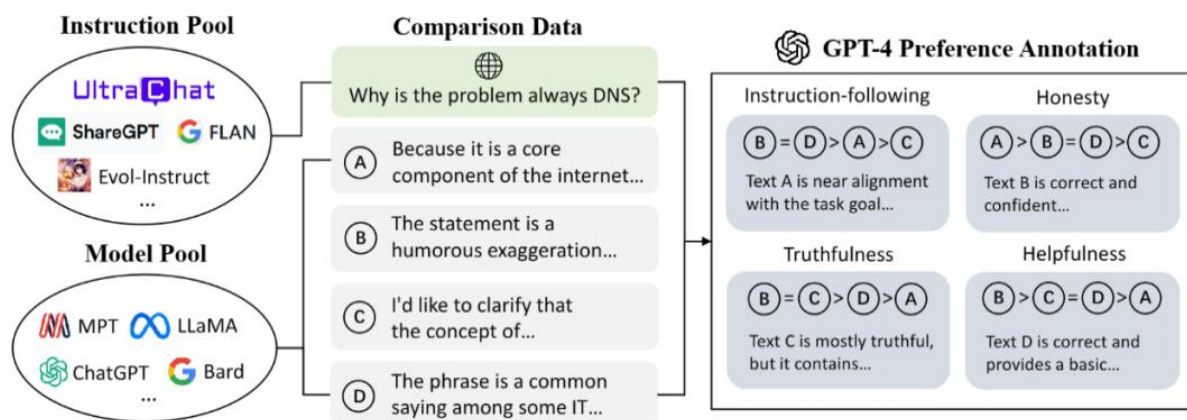 Instruction Pool
UltraChat
ShareGPT
FLAN
Evol-Instruct
...
Model Pool
MPT
LLaMA
ChatGPT
Bard
...
Comparison Data
Why is the problem always DNS?
A
Because it is a core
component of the internet...
B
The statement is a
humorous exaggeration...
C
I'd like to clarify that
the concept of...
D
The phrase is a common
saying among some IT...
GPT-4 Preference Annotation
Instruction-following
B = D > A > C
Text A is near alignment
with the task goal...
Honesty
A > B = D > C
Text B is correct and
confident...
Truthfulness
B = C > D > A
Text C is mostly truthful,
but it contains...
Helpfulness
B > C = D > A
Text D is correct and
provides a basic...